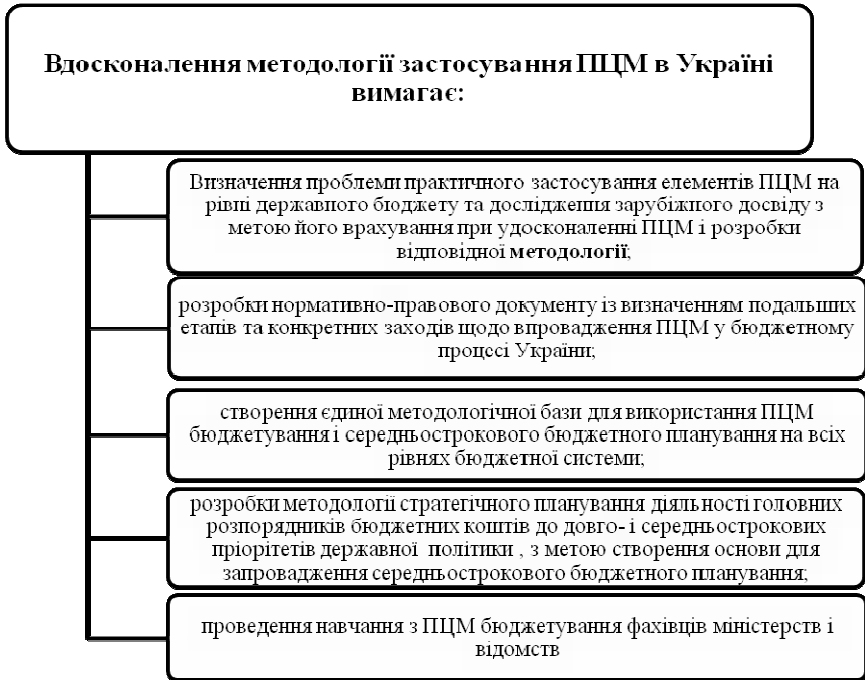 Вдосконалення методології застосування ПЦМ в Україні
вимагає:
Визначення проблеми практичного застосування елементів ПЦМ на
рівні державного бюджету та дослідження зарубіжного досвіду з
метою його врахування при удосконаленні ПЦМ і розробки
відповідної методології;
розробки нормативно-правового документу із визначенням подальших
етапів та конкретних заходів щодо впровадження ПЦМ у бюджетному
процесі України;
створення єдиної методологічної бази для використання ПЦМ
бюджетування і середньострокового бюджетного планування на всіх
рівнях бюджетної системи;
розробки методології стратегічного планування діяльності головних
розпорядників бюджетних коштів до довго- і середньострокових
пріорітетів державної політики , з метою створення основи для
запровадження середньострокового бюджетного планування;
проведення навчання з ПЦМ бюджетування фахівців міністерств і
відомств